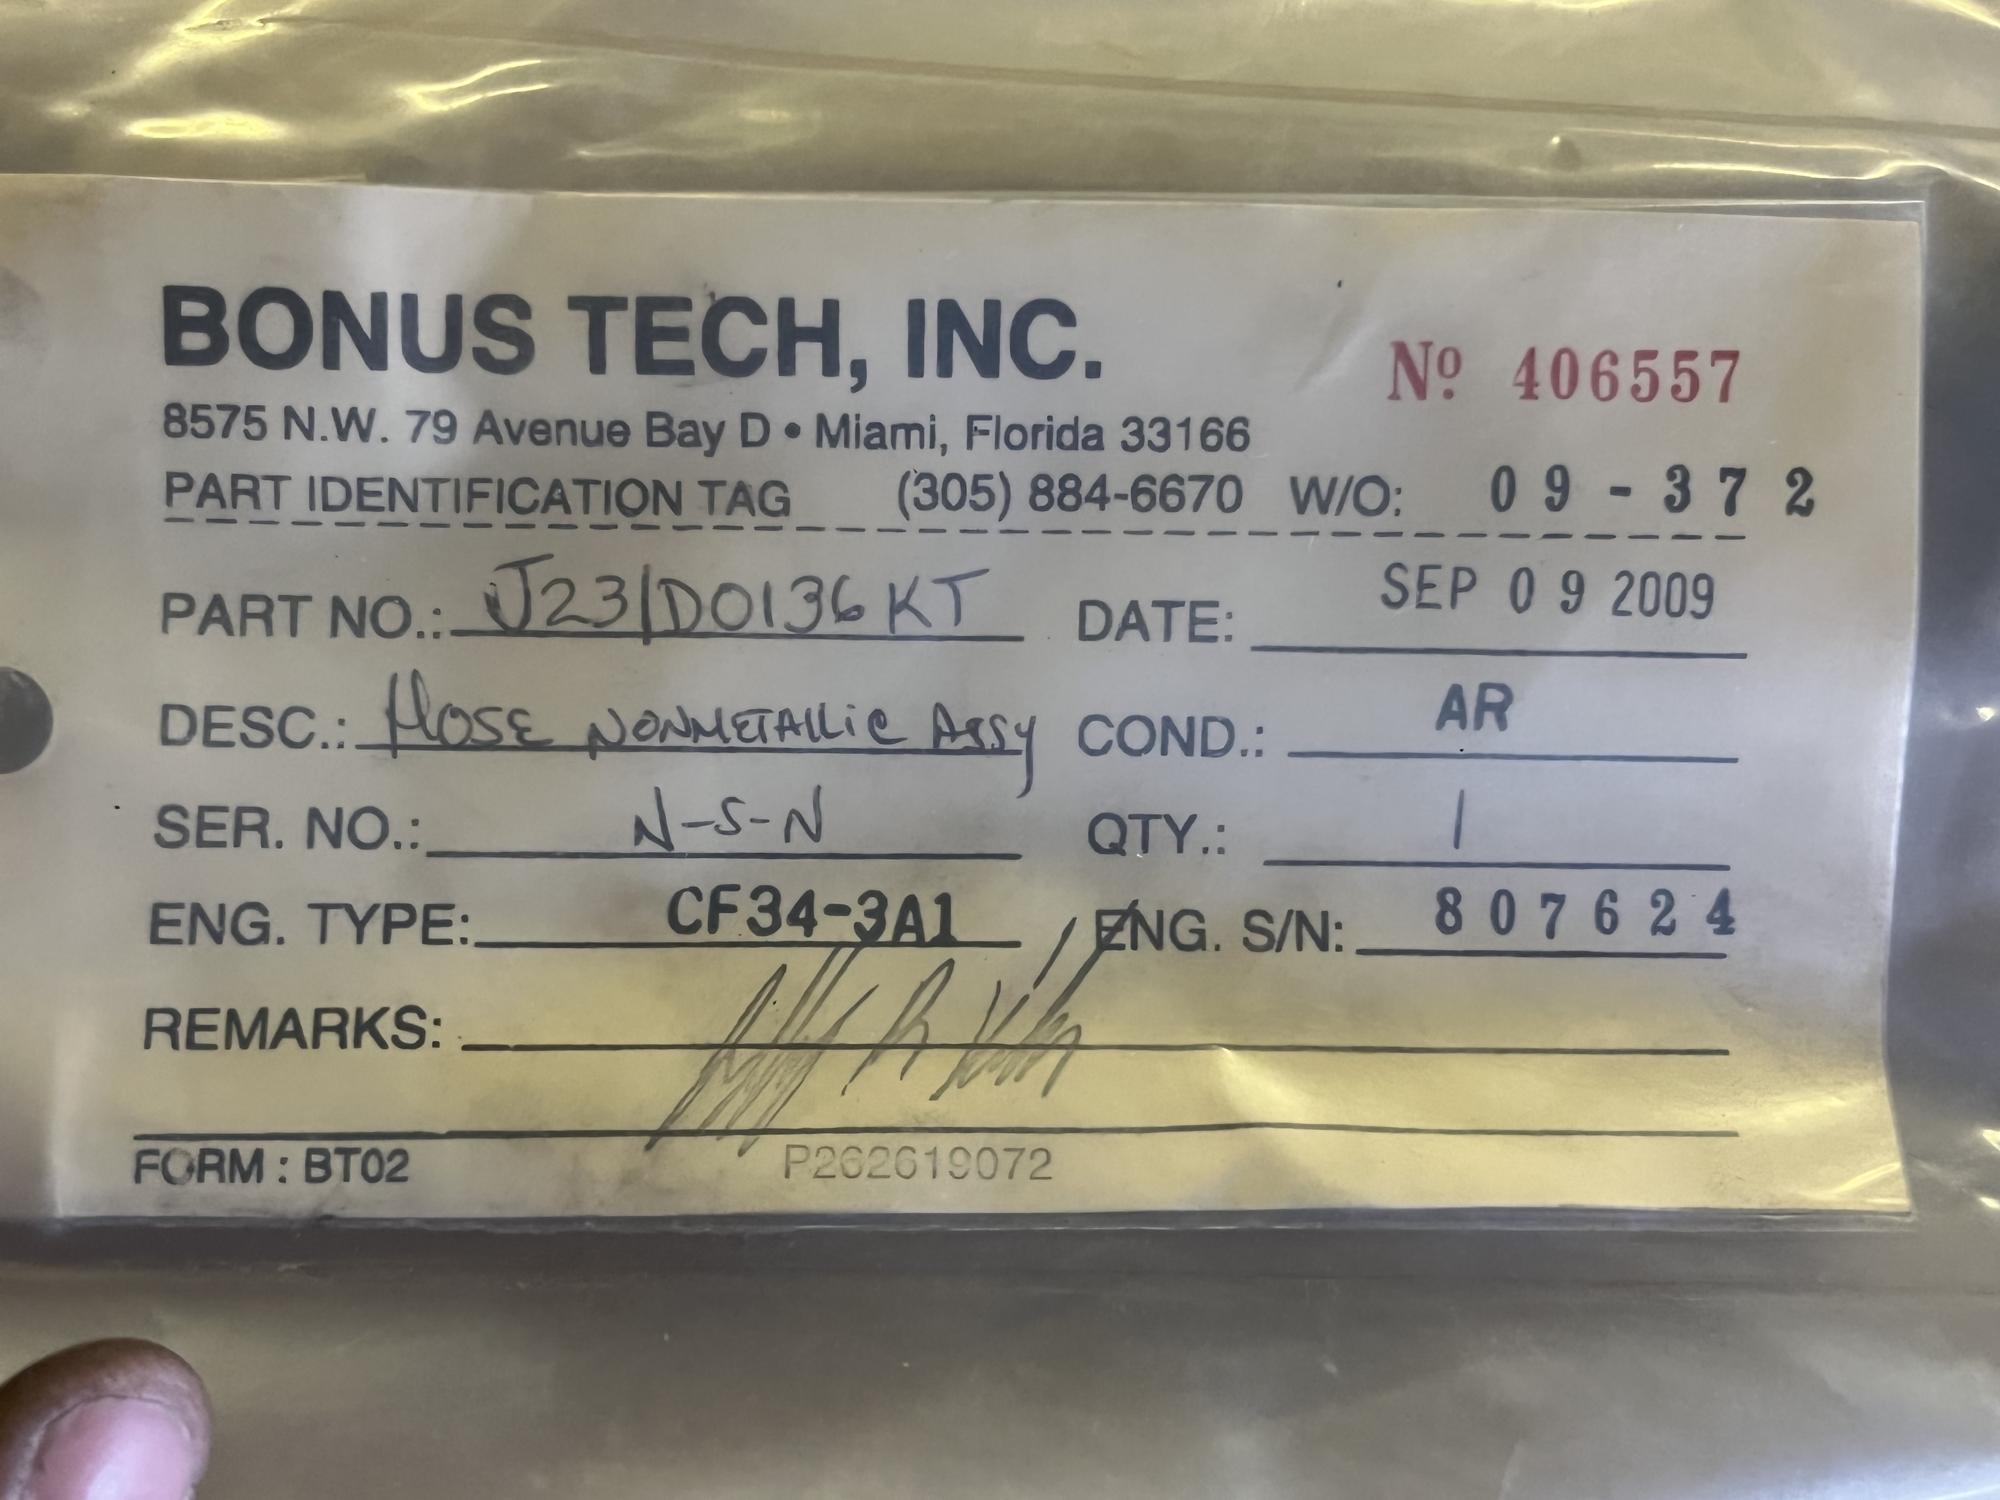 BONUS TECH, INC.
Nº 406557
8575 N.W. 79 Avenue Bay D • Miami, Florida 33166
PART IDENTIFICATION TAG (305) 884-6670 W/O: 09-372
PART NO.: J231D0136KT DATE: SEP 09 2009
DESC.: HOSE NONMETALLIC ASSY COND.: AR
SER. NO.: N-S-N QTY.: 1
ENG. TYPE: CF34-3A1 ENG. S/N: 807624
REMARKS:
FORM : BT02 P262619072